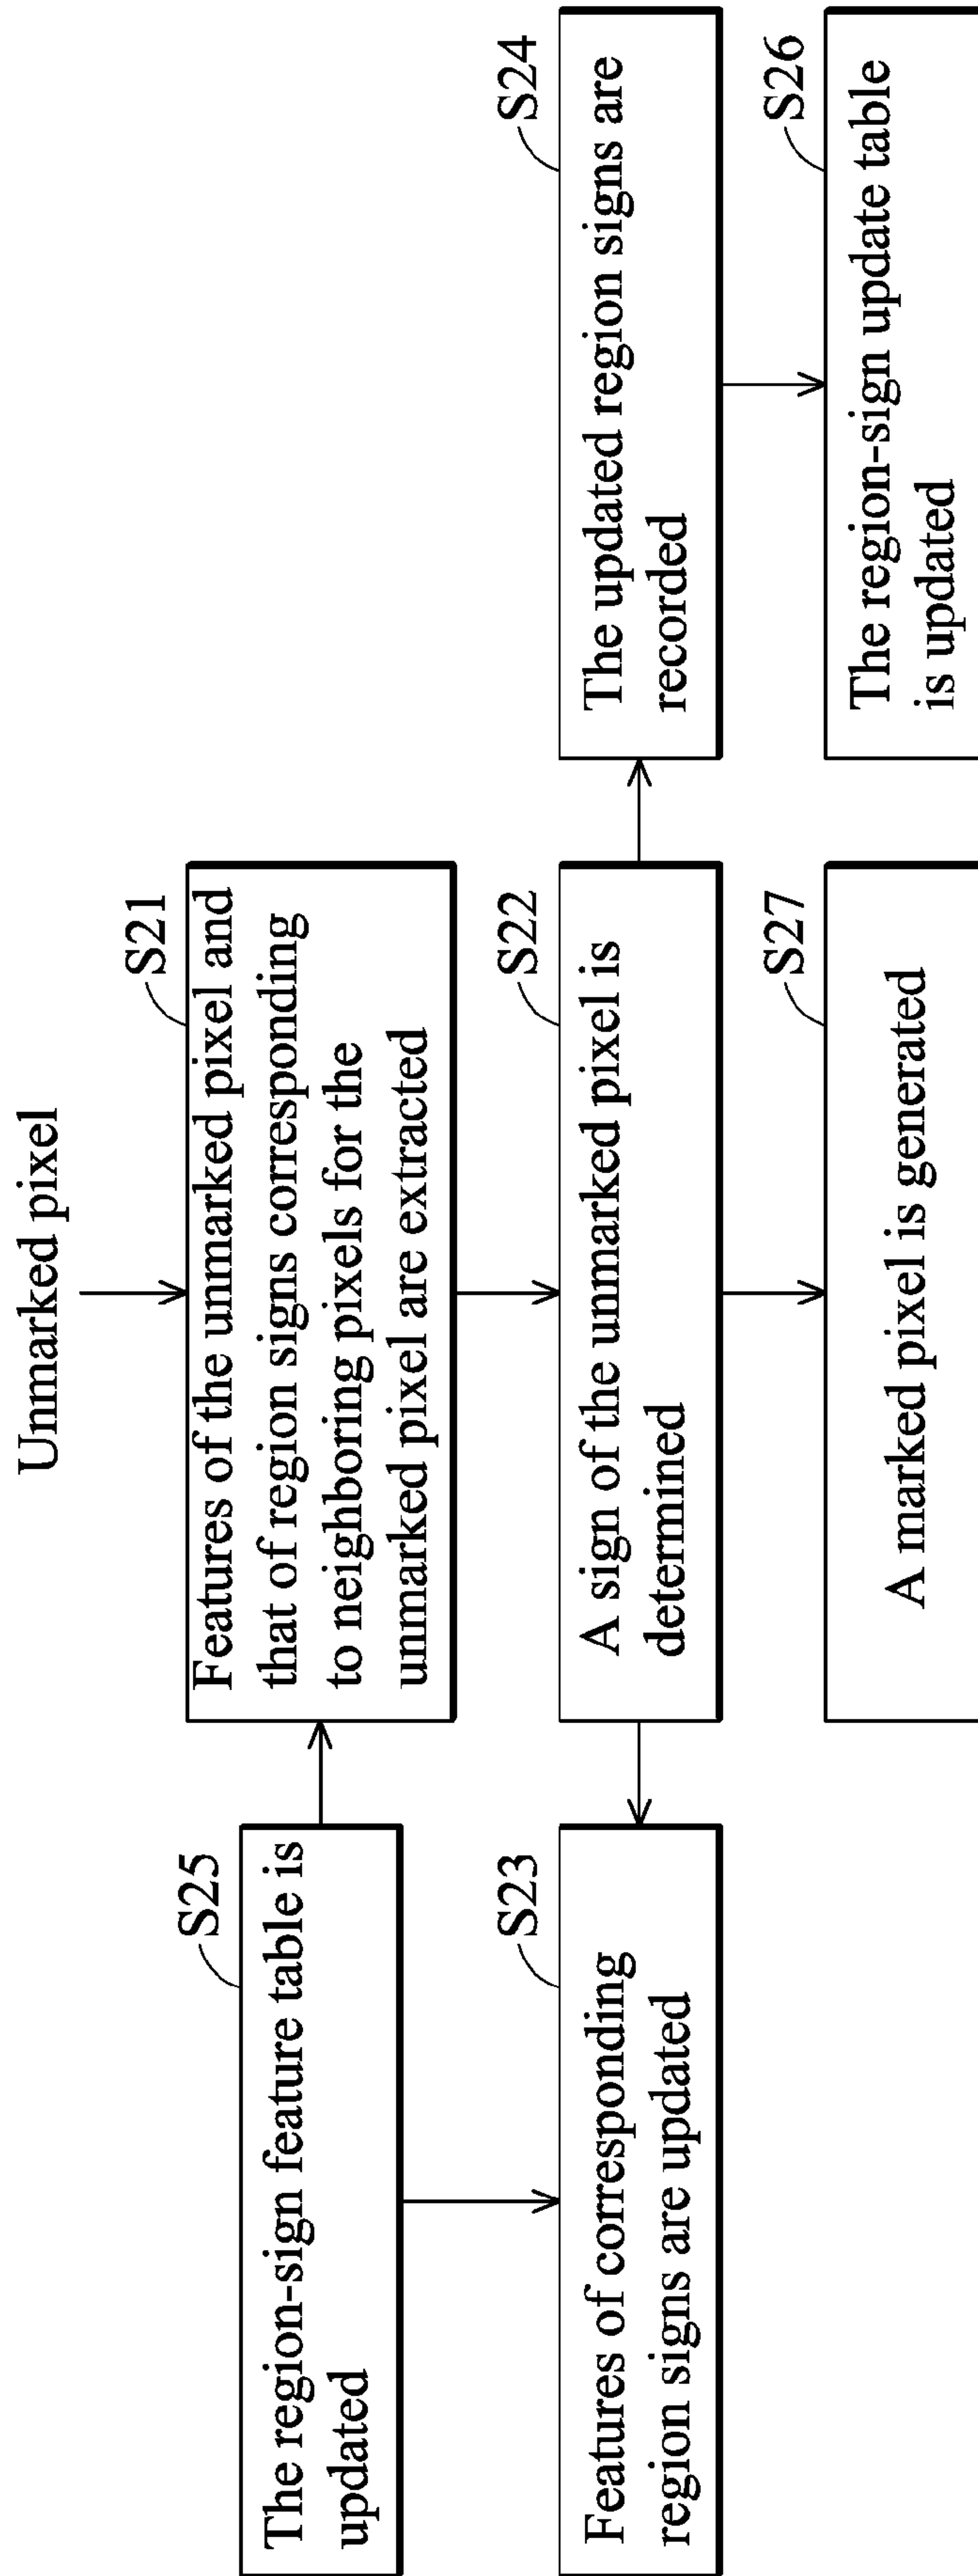 Unmarked pixel
S25
The region-sign feature table is
updated
S21
Features of the unmarked pixel and
that of region signs corresponding
to neighboring pixels for the
unmarked pixel are extracted
S23
Features of corresponding
region signs are updated
S22
A sign of the unmarked pixel is
determined
S24
The updated region signs are
recorded
S27
A marked pixel is generated
S26
The region-sign update table
is updated